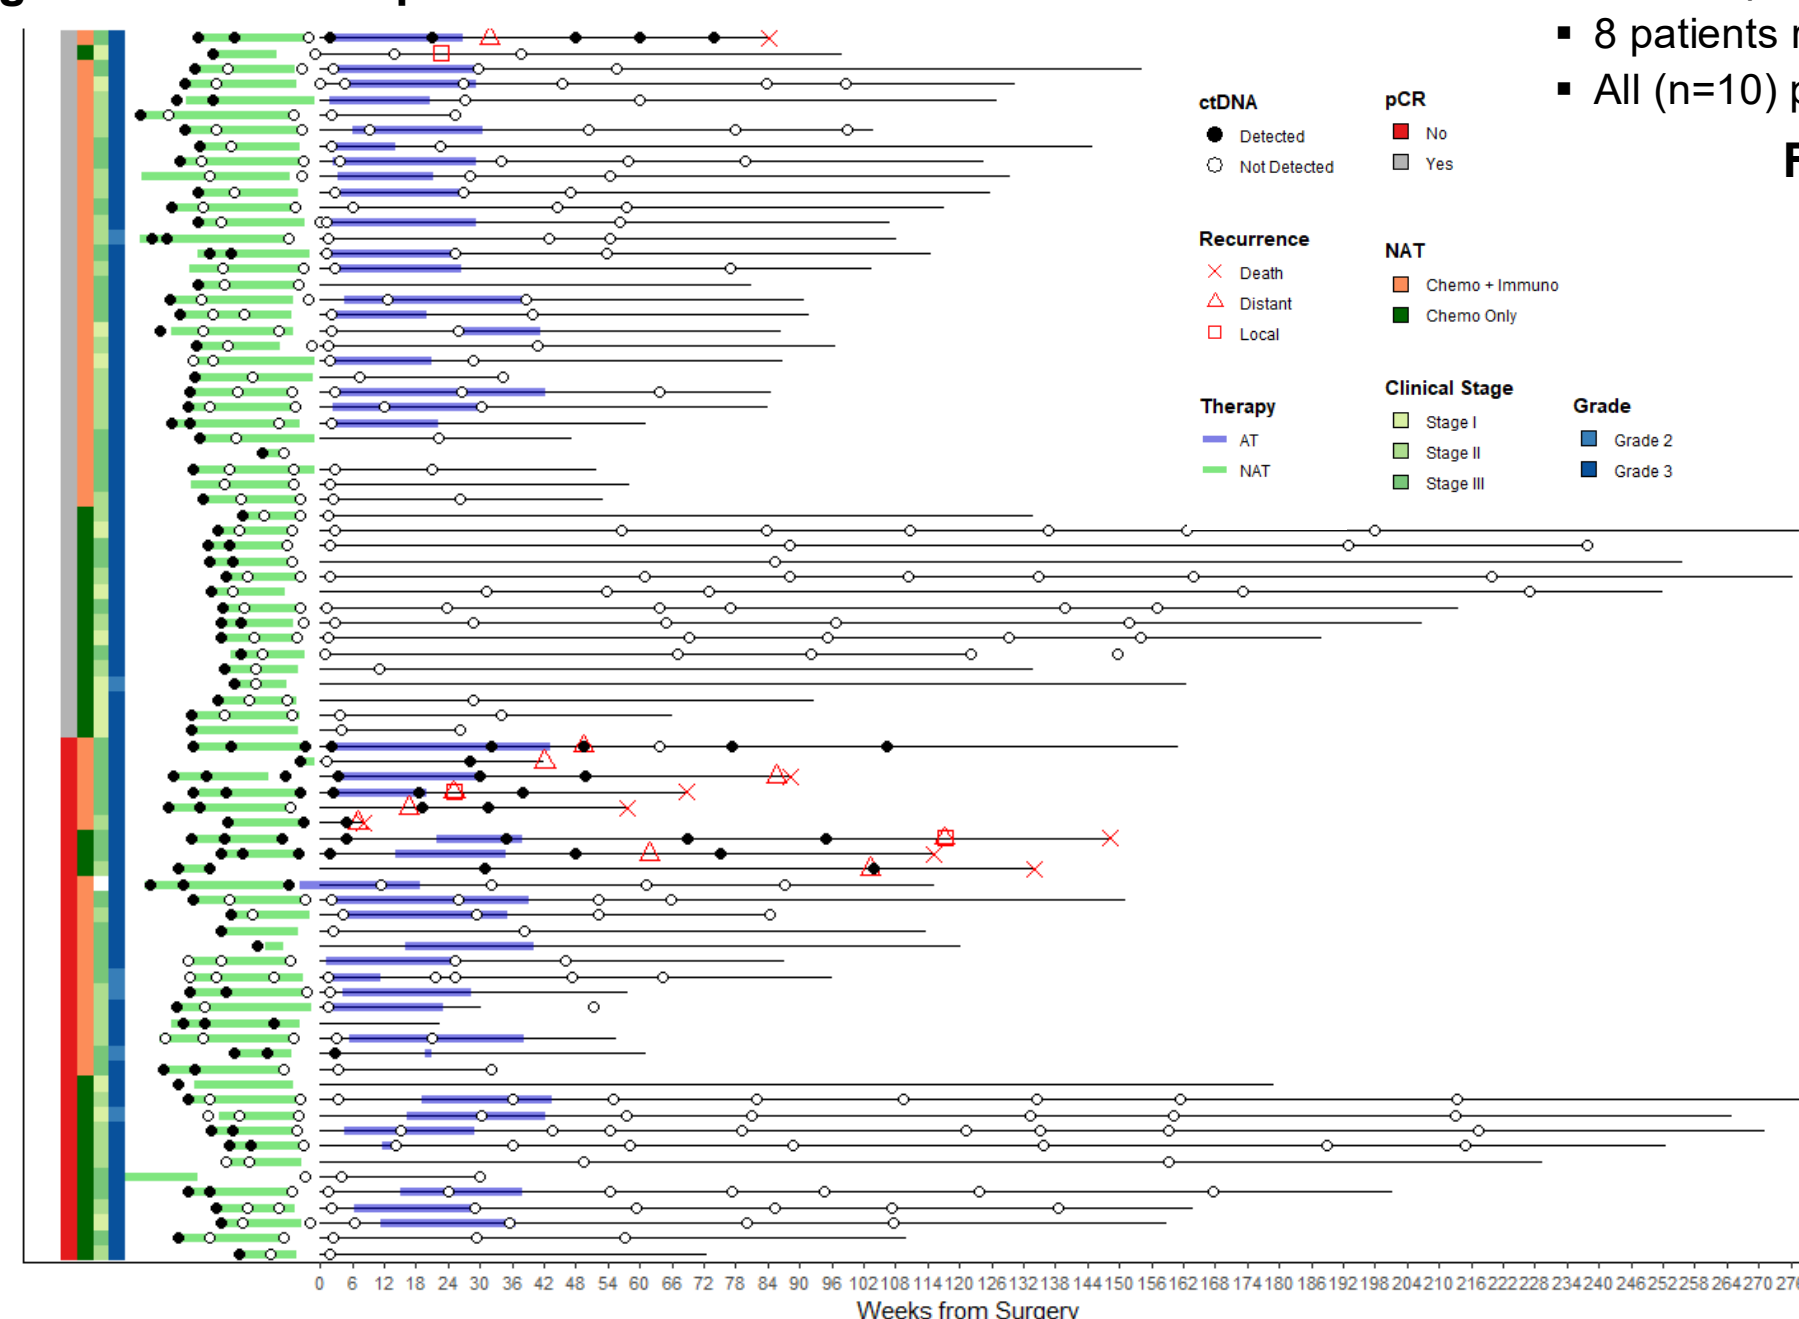 ▪ 8 patients
▪ All (n=10)
ctDNA
Detected
Not Detected
pCR
No
Yes
Recurrence
Death
Distant
Local
NAT
Chemo + Immuno
Chemo Only
Therapy
AT
NAT
Clinical Stage
Stage I
Stage II
Stage III
Grade
Grade 2
Grade 3
0 6 12 18 24 30 36 42 48 54 60 66 72 78 84 90 96 102 108 114 120 126 132 138 144 150 156 162 168 174 180 186 192 198 204 210 216 222 228 234 240 246 252 258 264 270 276
Weeks from Surgery